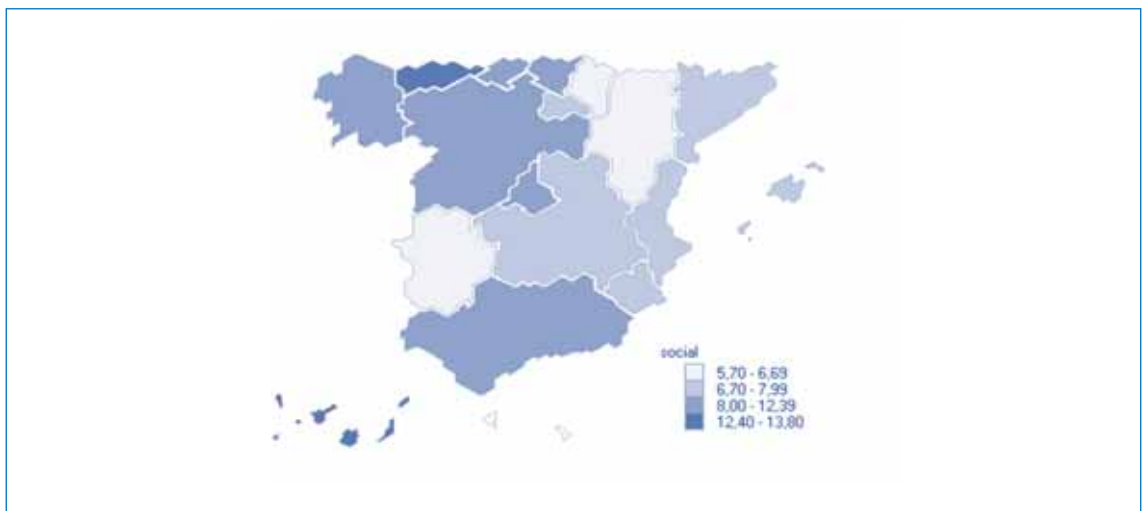 social
5,70 - 6,69
6,70 - 7,99
8,00 - 12,39
12,40 - 13,80